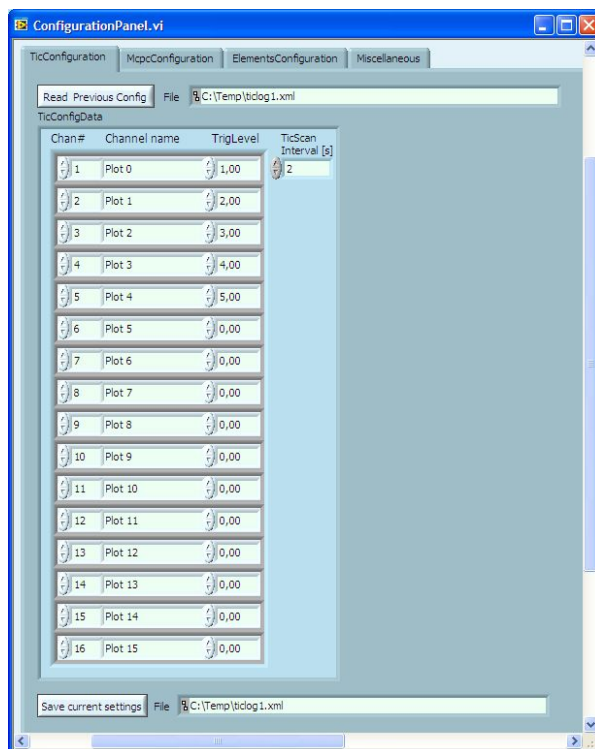 ConfigurationPanel.vi
TicConfiguration McpcConfiguration ElementsConfiguration Miscellaneous
Read Previous Config File C:\Temp\ticlog1.xml
TicConfigData
Chan# Channel name TrigLevel TicScan
Interval [s]
1 Plot 0 1,00 2
2 Plot 1 2,00
3 Plot 2 3,00
4 Plot 3 4,00
5 Plot 4 5,00
6 Plot 5 0,00
7 Plot 6 0,00
8 Plot 7 0,00
9 Plot 8 0,00
10 Plot 9 0,00
11 Plot 10 0,00
12 Plot 11 0,00
13 Plot 12 0,00
14 Plot 13 0,00
15 Plot 14 0,00
16 Plot 15 0,00
Save current settings File C:\Temp\ticlog1.xml